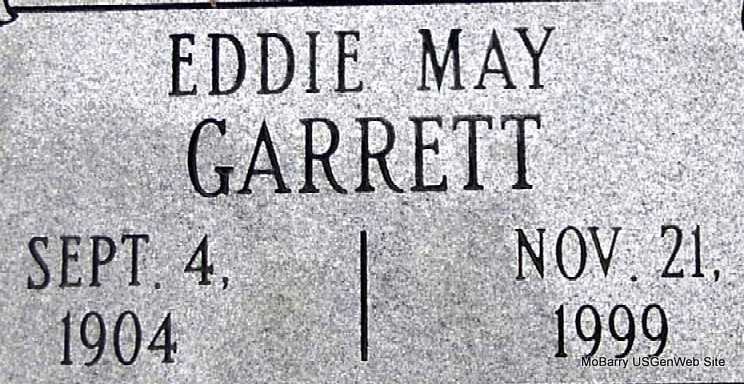 EDDIE MAY
GARRETT
SEPT. 4,
1904
NOV. 21,
1999
MoBarry USGenWeb Site